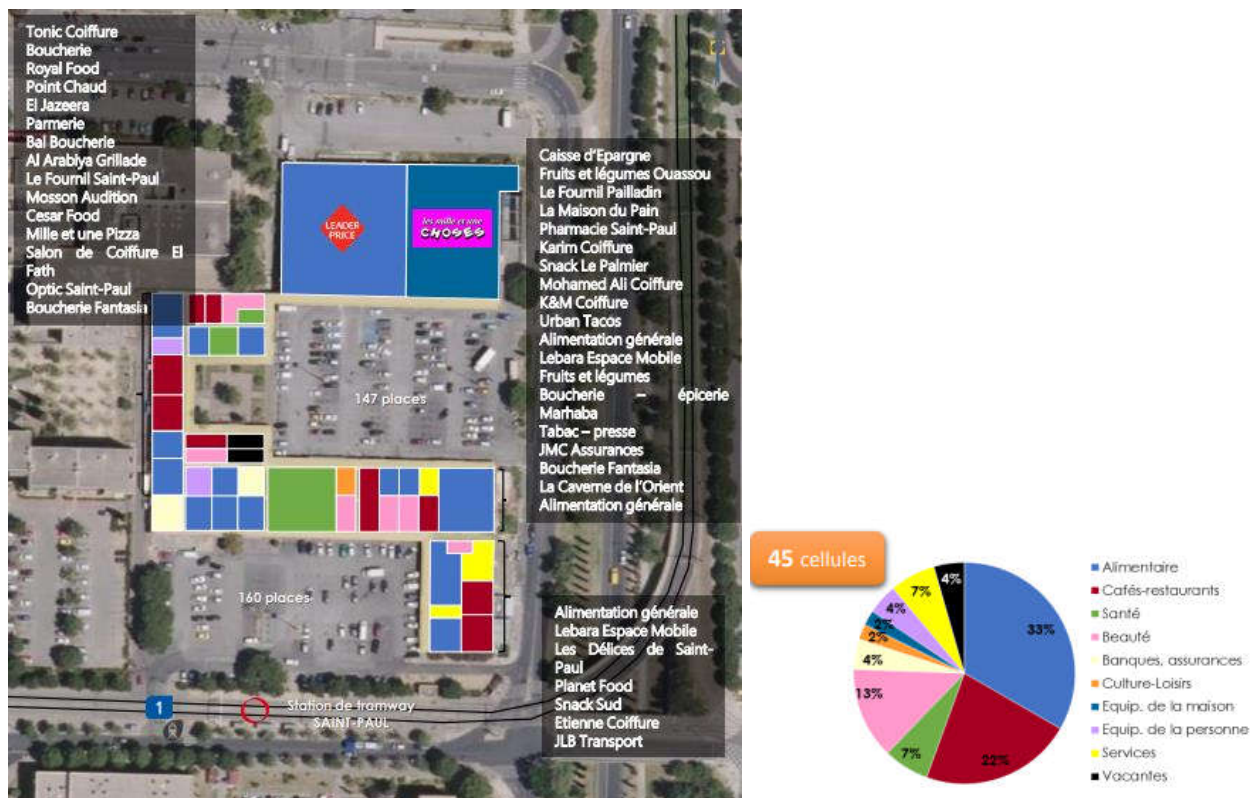 Tonic Coiffure
Boucherie
Royal Food
Point Chaud
El Jazeera
Parmerie
Bal Boucherie
Al Arabiya Grillade
Le Fournil Saint-Paul
Mosson Audition
Cesar Food
Mille et une Pizza
Salon de Coiffure El
Fath
Optic Saint-Paul
Boucherie Fantasia
LEADER
PRICE
les mille et une
CHOSES
Caisse d'Epargne
Fruits et légumes Ouassou
Le Fournil Pailladin
La Maison du Pain
Pharmacie Saint-Paul
Karim Coiffure
Snack Le Palmier
Mohamed Ali Coiffure
K&M Coiffure
Urban Tacos
Alimentation générale
Lebara Espace Mobile
Fruits et légumes
Boucherie – épicerie
Marhaba
Tabac – presse
JMC Assurances
Boucherie Fantasia
La Caverne de l'Orient
Alimentation générale
147 places
160 places
Alimentation générale
Lebara Espace Mobile
Les Délices de Saint-
Paul
Planet Food
Snack Sud
Etienne Coiffure
JLB Transport
1
Station de tramway
SAINT-PAUL
45 cellules
33%
22%
7%
13%
4%
2%
2%
4%
7%
4%
Alimentaire
Cafés-restaurants
Santé
Beauté
Banques, assurances
Culture-Loisirs
Equip. de la maison
Equip. de la personne
Services
Vacantes